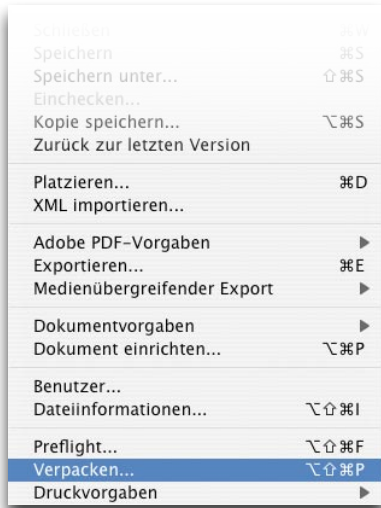 Schließen ⌘W
Speichern ⌘S
Speichern unter... ⇧⌘S
Einchecken...
Kopie speichern... ⌥⌘S
Zurück zur letzten Version
Platzieren... ⌘D
XML importieren...
Adobe PDF-Vorgaben ▶
Exportieren... ⌘E
Medienübergreifender Export ▶
Dokumentvorgaben ▶
Dokument einrichten... ⌥⌘P
Benutzer...
Dateiinformationen... ⌥⇧⌘I
Preflight... ⌥⇧⌘F
Verpacken... ⌥⇧⌘P
Druckvorgaben ▶